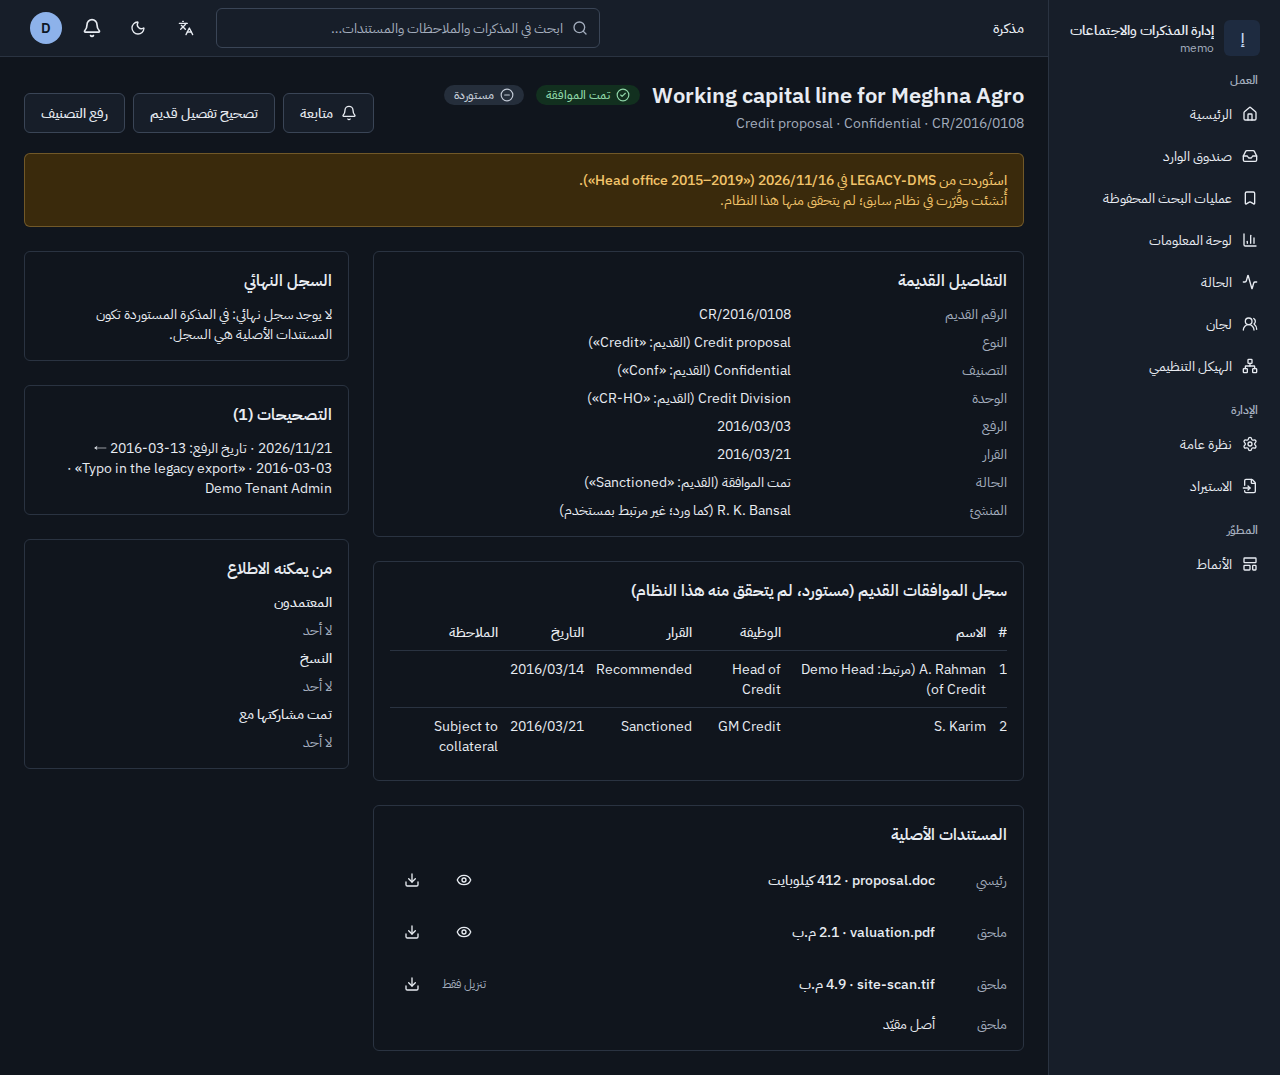 إدارة المذكرات والاجتماعات
memo
إ
العمل
الرئيسية
صندوق الوارد
عمليات البحث المحفوظة
لوحة المعلومات
الحالة
لجان
الهيكل التنظيمي
الإدارة
نظرة عامة
الاستيراد
المطوّر
الأنماط
مذكرة
ابحث في المذكرات والملاحظات والمستندات...
D
Working capital line for Meghna Agro
تمت الموافقة
مستوردة
Credit proposal · Confidential · CR/2016/0108
متابعة
تصحيح تفصيل قديم
رفع التصنيف
استُوردت من LEGACY-DMS في 2026/11/16 («Head office 2015–2019»).
أُنشئت وقُرّرت في نظام سابق؛ لم يتحقق منها هذا النظام.
التفاصيل القديمة
الرقم القديم CR/2016/0108
النوع Credit proposal (القديم: «Credit»)
التصنيف Confidential (القديم: «Conf»)
الوحدة Credit Division (القديم: «CR-HO»)
الرفع 2016/03/03
القرار 2016/03/21
الحالة تمت الموافقة (القديم: «Sanctioned»)
المنشئ R. K. Bansal (كما ورد؛ غير مرتبط بمستخدم)
سجل الموافقات القديم (مستورد، لم يتحقق منه هذا النظام)
# الاسم الوظيفة القرار التاريخ الملاحظة
1 A. Rahman (مرتبط: Demo Head of Credit) Head of Credit Recommended 2016/03/14
2 S. Karim GM Credit Sanctioned 2016/03/21 Subject to collateral
المستندات الأصلية
رئيسي proposal.doc · 412 كيلوبايت
ملحق valuation.pdf · 2.1 م.ب
ملحق site-scan.tif · 4.9 م.ب تنزيل فقط
ملحق أصل مقيّد
السجل النهائي
لا يوجد سجل نهائي: في المذكرة المستوردة تكون
المستندات الأصلية هي السجل.
التصحيحات (1)
2026/11/21 · تاريخ الرفع: 2016-03-13 ←
2016-03-03 · «Typo in the legacy export» ·
Demo Tenant Admin
من يمكنه الاطلاع
المعتمدون
لا أحد
النسخ
لا أحد
تمت مشاركتها مع
لا أحد